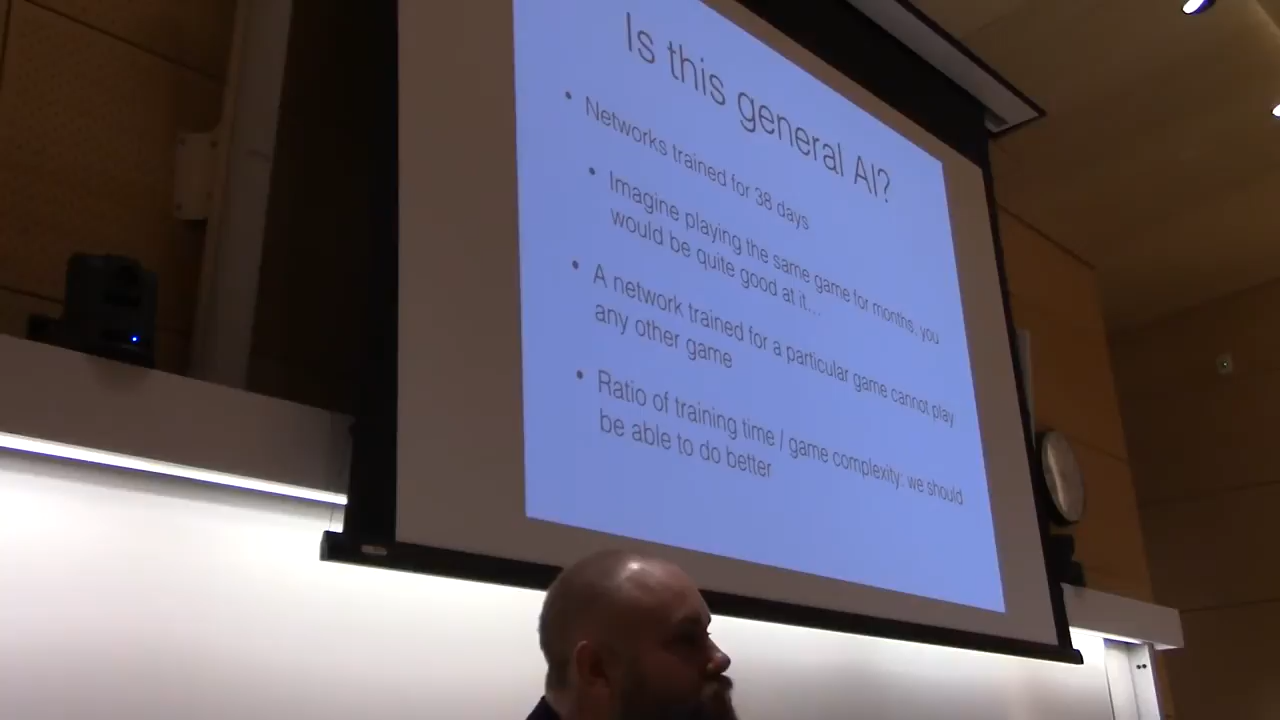 Is this general AI?
• Networks trained for 38 days
• Imagine playing the same game for months, you
would be quite good at it...
• A network trained for a particular game cannot play
any other game
• Ratio of training time / game complexity: we should
be able to do better